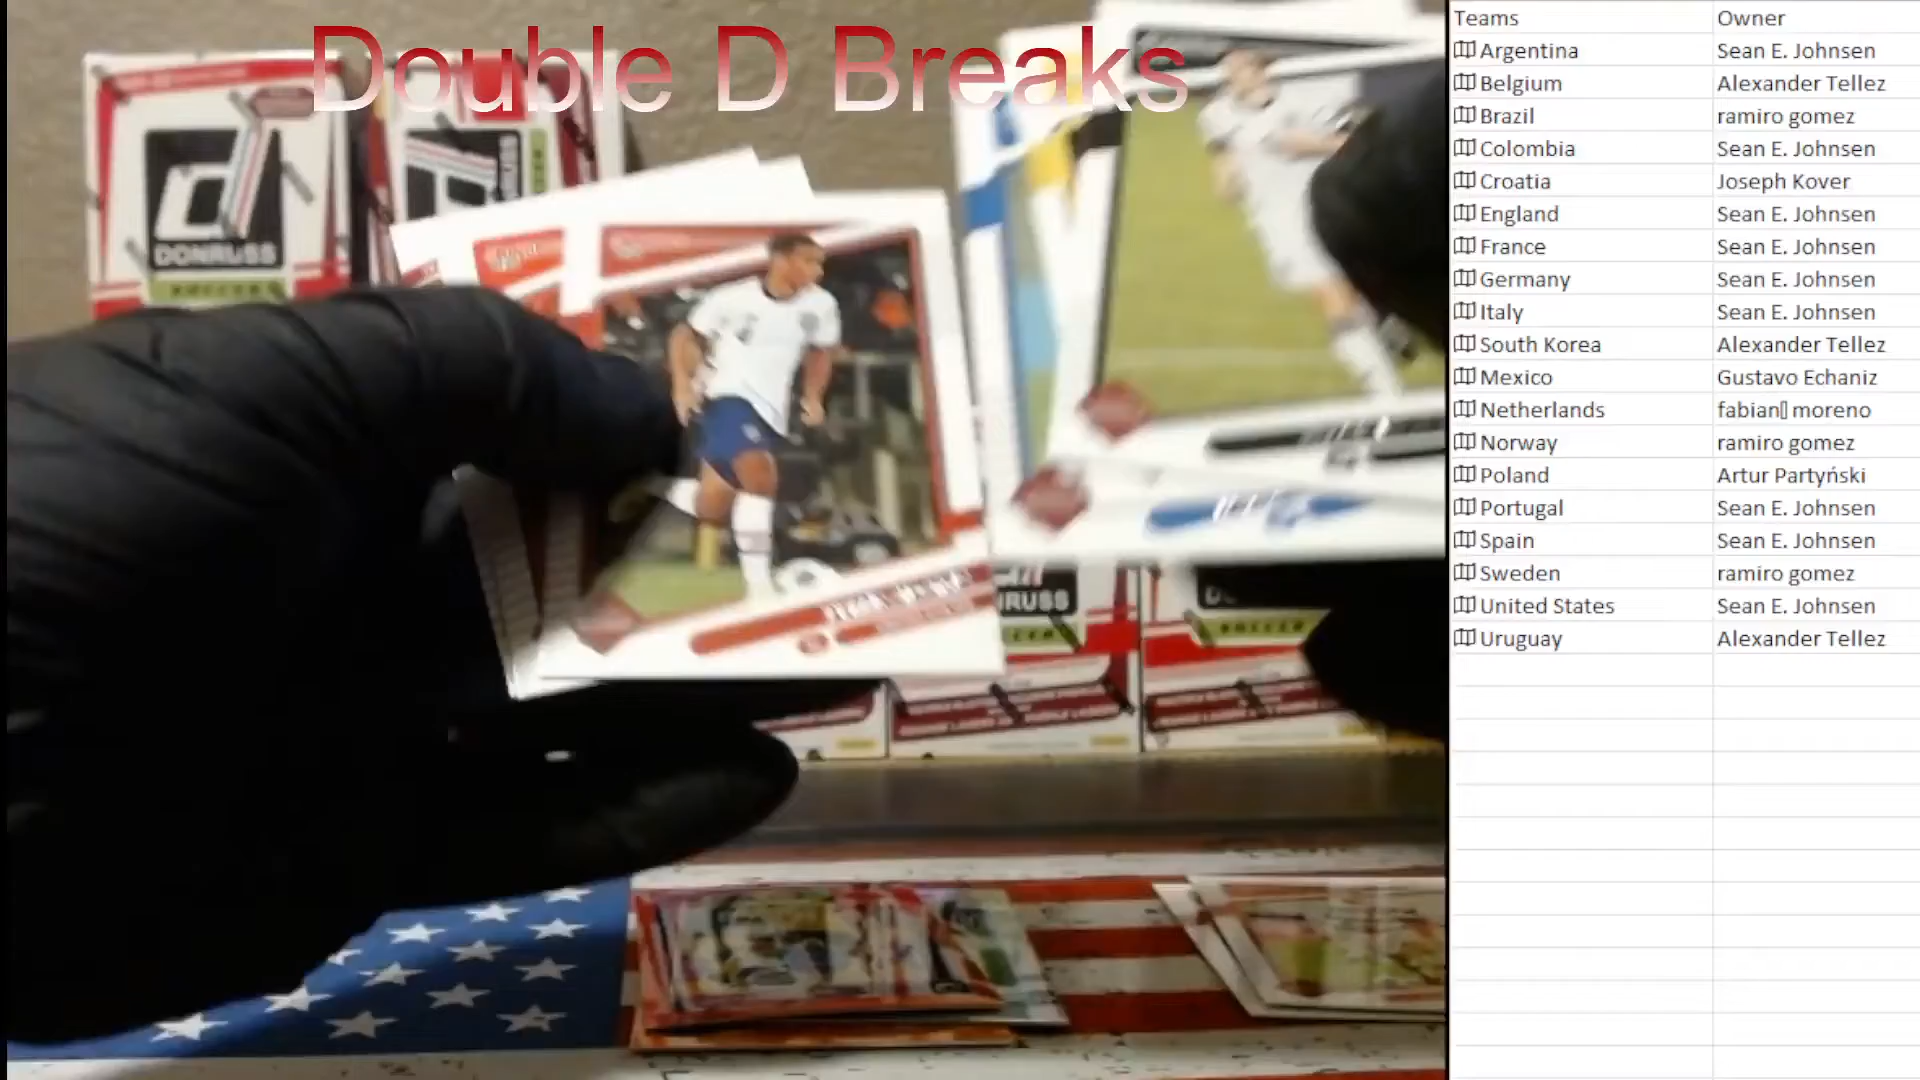 Double D Breaks
DONRUSS
SOCCER
Teams Owner
Argentina Sean E. Johnsen
Belgium Alexander Tellez
Brazil ramiro gomez
Colombia Sean E. Johnsen
Croatia Joseph Kover
England Sean E. Johnsen
France Sean E. Johnsen
Germany Sean E. Johnsen
Italy Sean E. Johnsen
South Korea Alexander Tellez
Mexico Gustavo Echaniz
Netherlands fabian▯ moreno
Norway ramiro gomez
Poland Artur Partyński
Portugal Sean E. Johnsen
Spain Sean E. Johnsen
Sweden ramiro gomez
United States Sean E. Johnsen
Uruguay Alexander Tellez